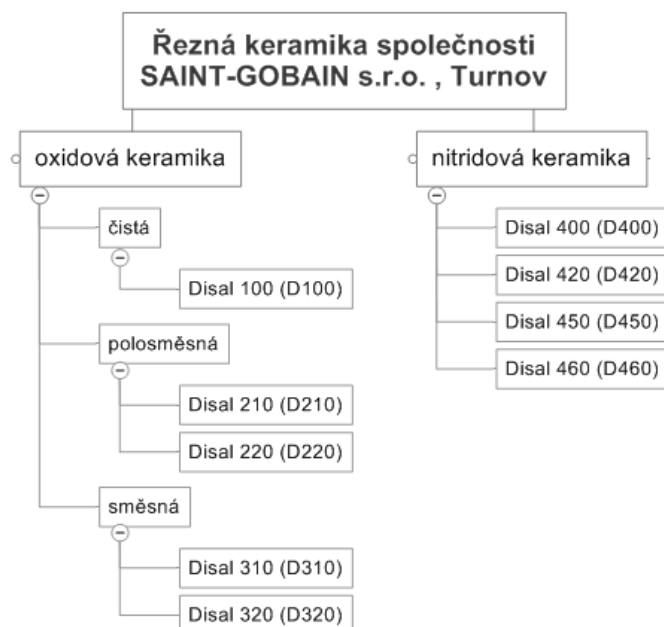 Řezná keramika společnosti
SAINT-GOBAIN s.r.o. , Turnov
oxidová keramika
čistá
Disal 100 (D100)
polosměsná
Disal 210 (D210)
Disal 220 (D220)
směsná
Disal 310 (D310)
Disal 320 (D320)
nitridová keramika
Disal 400 (D400)
Disal 420 (D420)
Disal 450 (D450)
Disal 460 (D460)